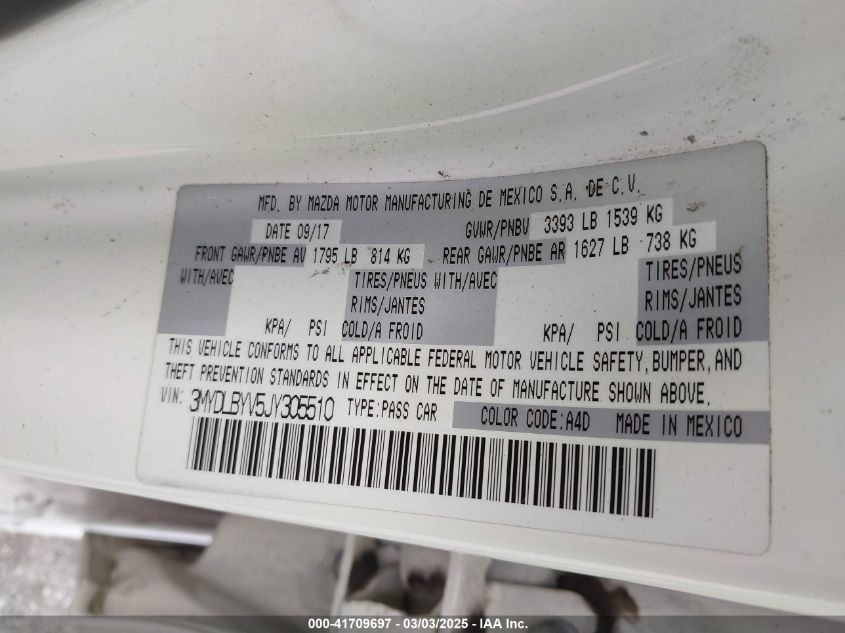 MFD. BY MAZDA MOTOR MANUFACTURING DE MEXICO S.A. DE C.V.
DATE 09/17 GVWR/PNBV 3393 LB 1539 KG
FRONT GAWR/PNBE AV 1795 LB 814 KG REAR GAWR/PNBE AR 1627 LB 738 KG
WITH/AVEC TIRES/PNEUS WITH/AVEC TIRES/PNEUS
RIMS/JANTES RIMS/JANTES
KPA/ PSI COLD/A FROID KPA/ PSI COLD/A FROID
THIS VEHICLE CONFORMS TO ALL APPLICABLE FEDERAL MOTOR VEHICLE SAFETY, BUMPER, AND
THEFT PREVENTION STANDARDS IN EFFECT ON THE DATE OF MANUFACTURE SHOWN ABOVE.
VIN: 3MYDLBYV5JY305510 TYPE:PASS CAR COLOR CODE:A4D MADE IN MEXICO
000-41709697 - 03/03/2025 - IAA Inc.